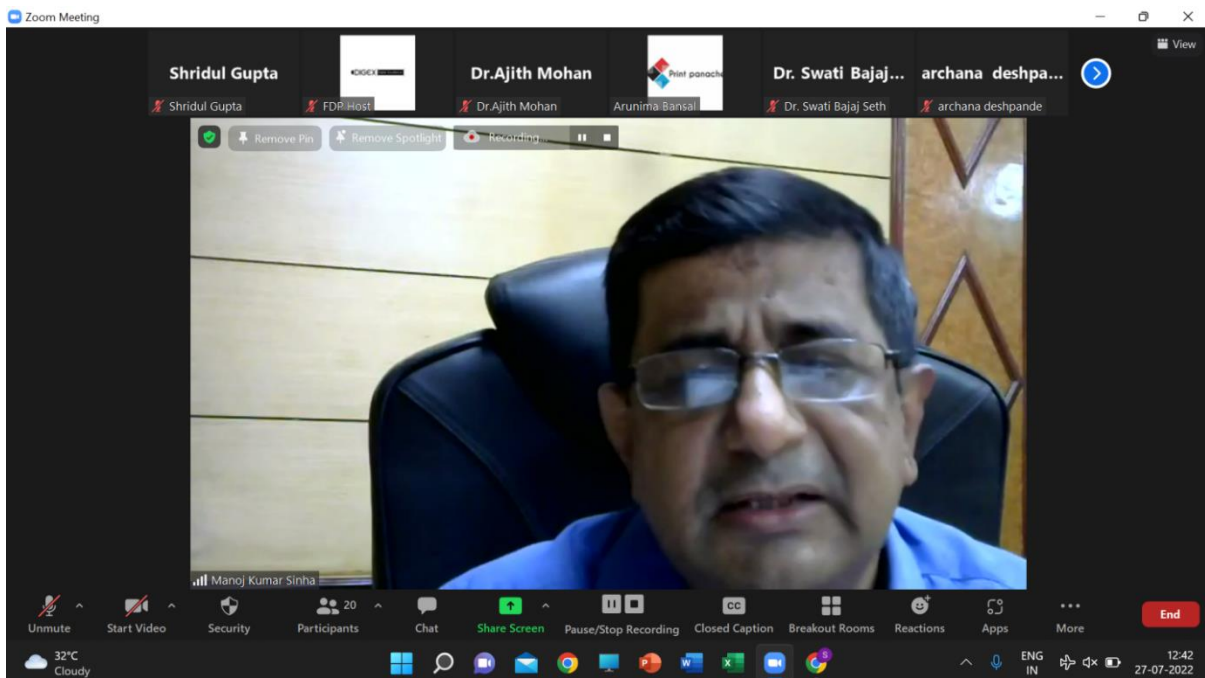 Zoom Meeting
View
Shridul Gupta
Dr.Ajith Mohan
Print panache
Dr. Swati Bajaj...
archana deshpa...
Shridul Gupta
FDP Host
Dr.Ajith Mohan
Arunima Bansal
Dr. Swati Bajaj Seth
archana deshpande
Remove Pin
Remove Spotlight
Recording...
Manoj Kumar Sinha
20
CC
Unmute
Start Video
Security
Participants
Chat
Share Screen
Pause/Stop Recording
Closed Caption
Breakout Rooms
Reactions
Apps
More
End
32°C
Cloudy
ENG
IN
12:42
27-07-2022